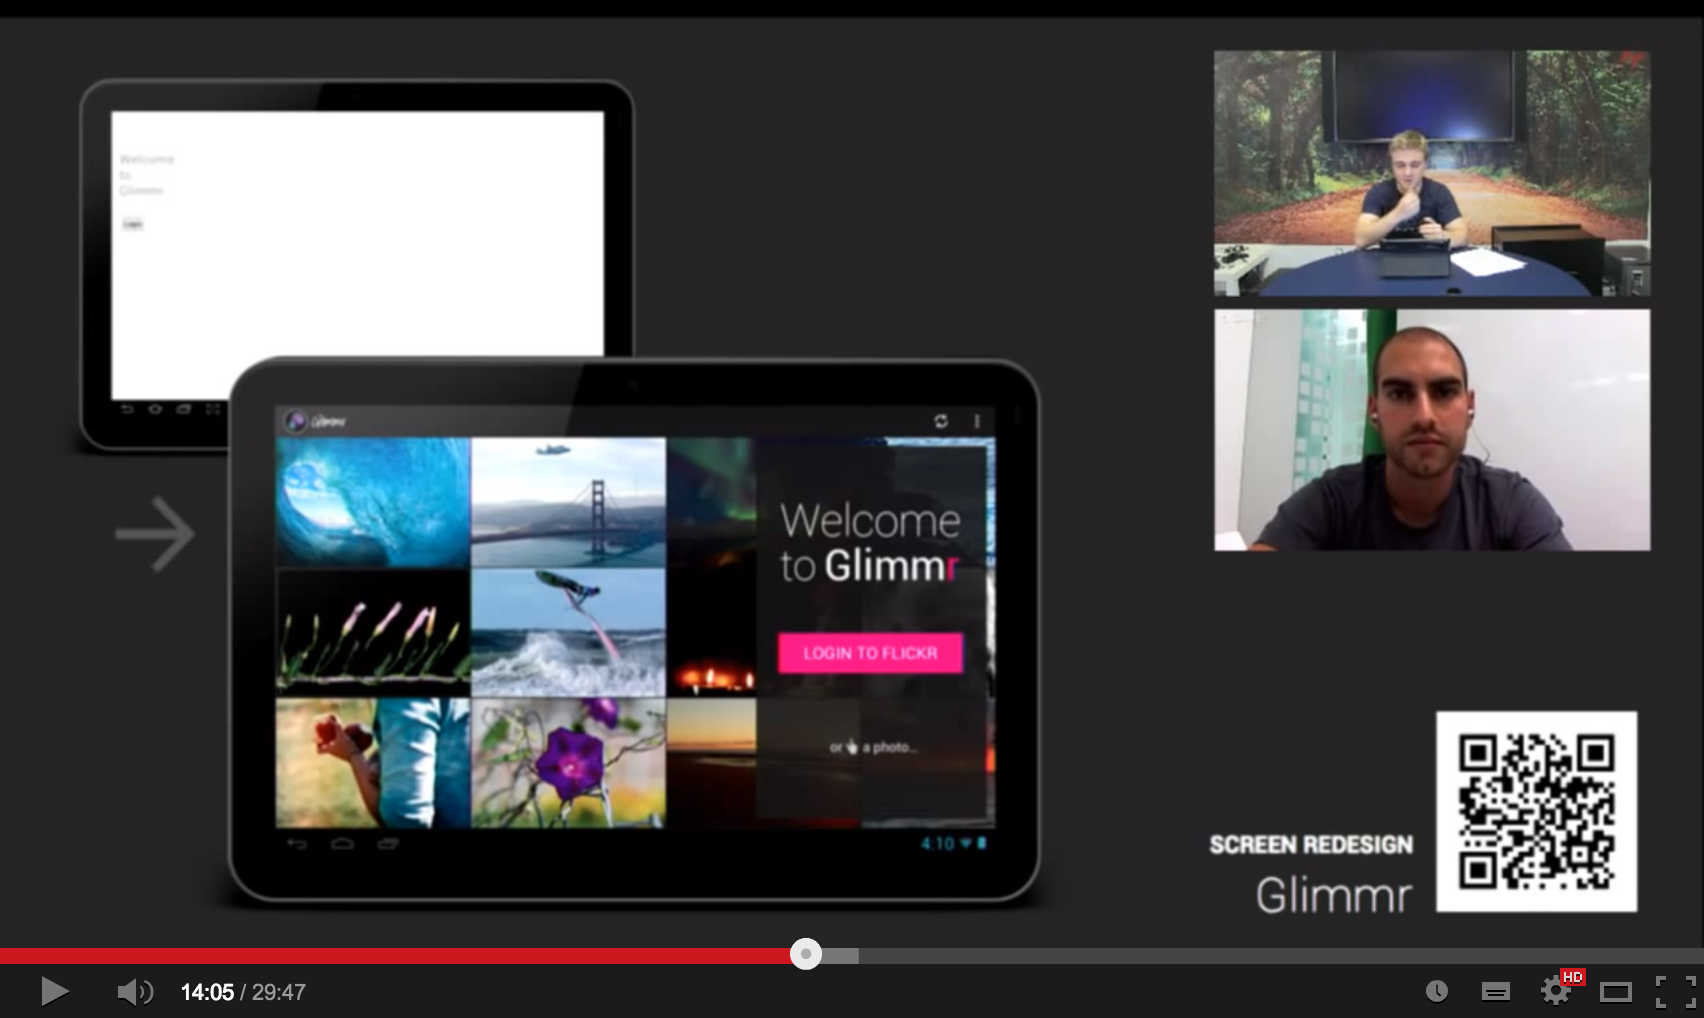 Welcome
to
Glimmr
Login
Glimmr
Welcome
to Glimmr
LOGIN TO FLICKR
or a photo...
4:10
SCREEN REDESIGN
Glimmr
14:05 / 29:47
HD